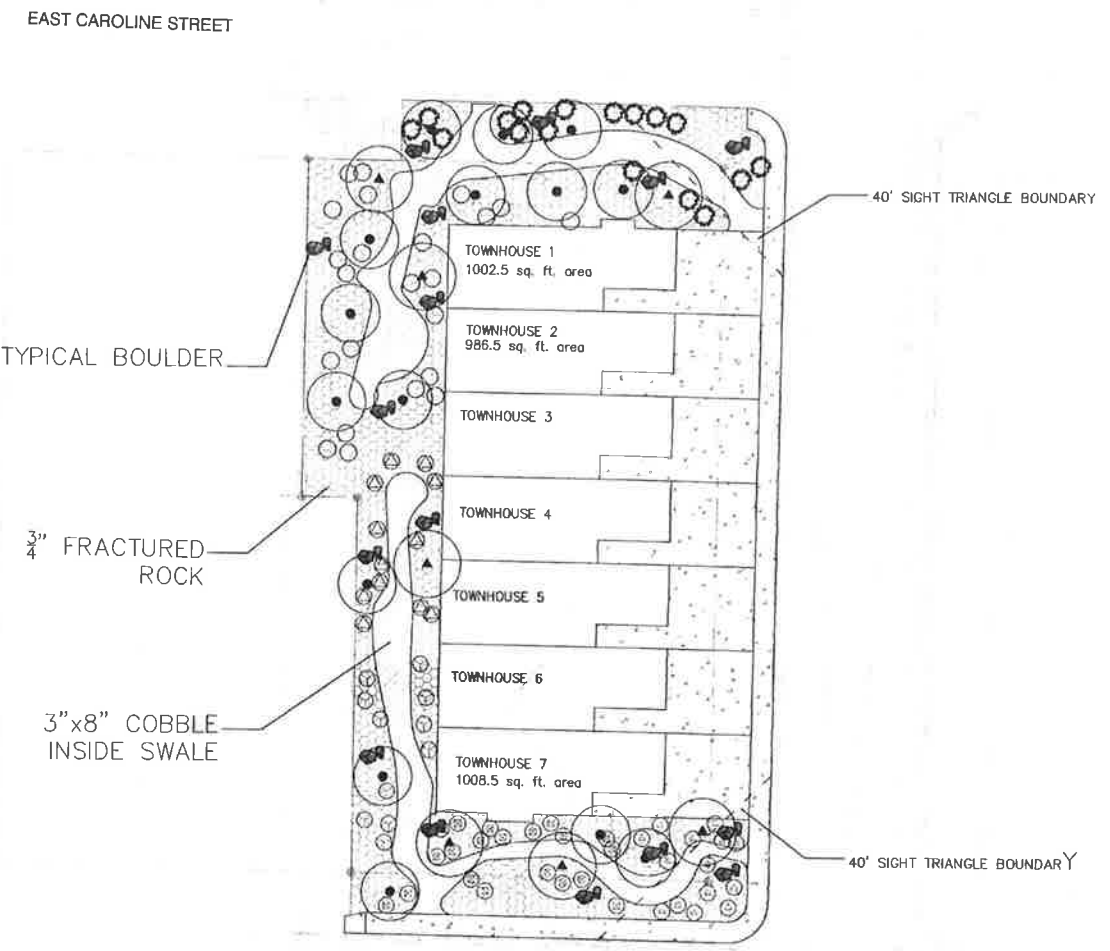 EAST CAROLINE STREET
40' SIGHT TRIANGLE BOUNDARY
TOWNHOUSE 1
1002.5 sq. ft. area
TOWNHOUSE 2
986.5 sq. ft. area
TYPICAL BOULDER
TOWNHOUSE 3
TOWNHOUSE 4
3/4" FRACTURED
ROCK
TOWNHOUSE 5
TOWNHOUSE 6
3"x8" COBBLE
INSIDE SWALE
TOWNHOUSE 7
1008.5 sq. ft. area
40' SIGHT TRIANGLE BOUNDARY